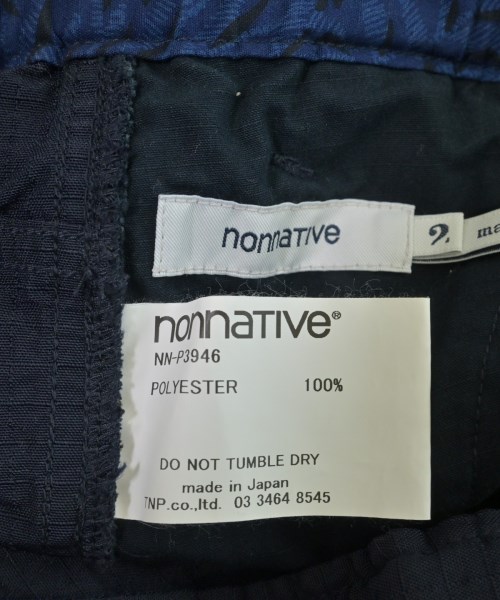 nonnative
2
nonnative®
NN-P3946
POLYESTER 100%
DO NOT TUMBLE DRY
made in Japan
TNP.co.,ltd. 03 3464 8545